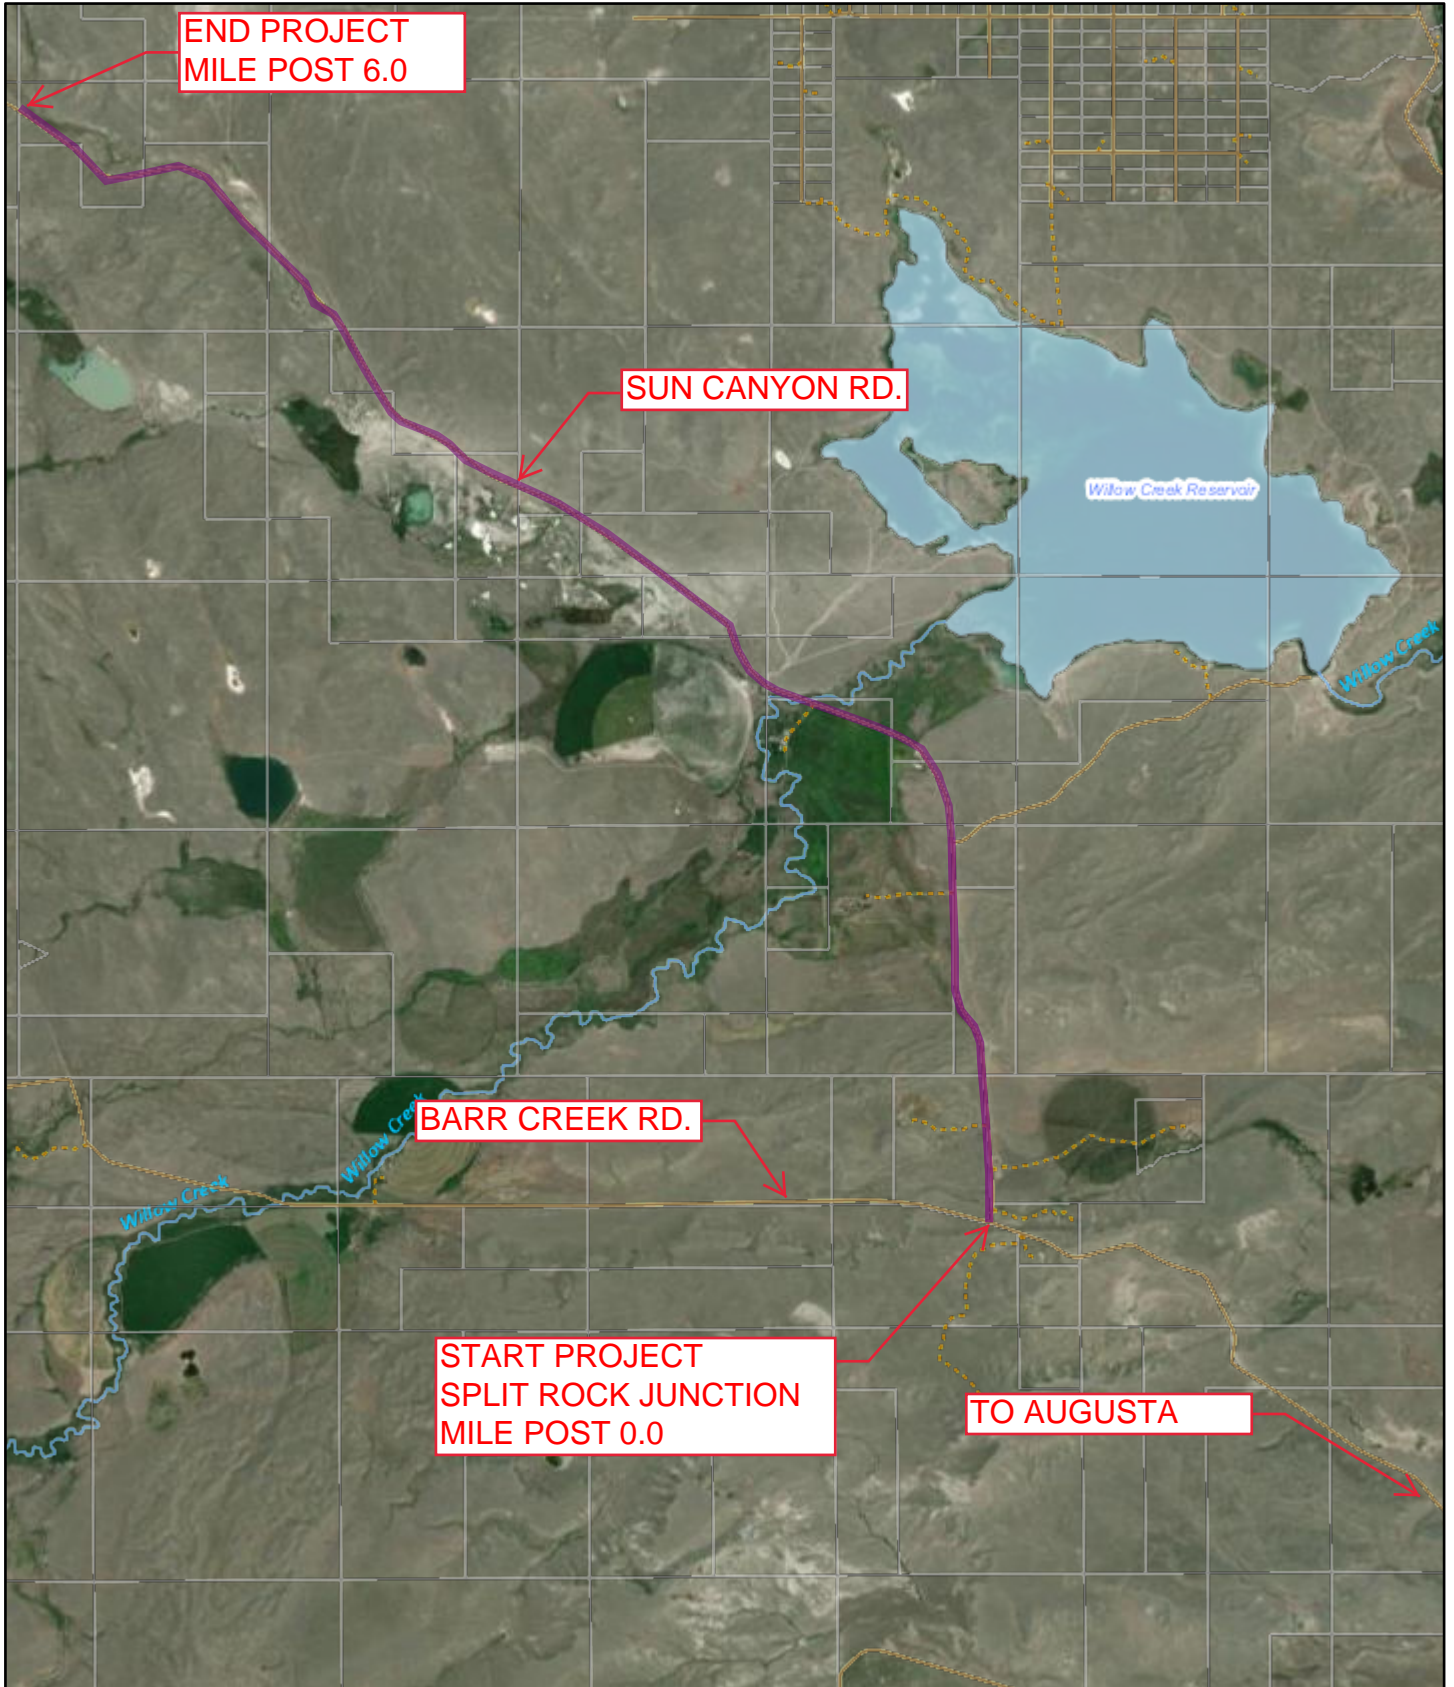 END PROJECT
MILE POST 6.0
SUN CANYON RD.
Willow Creek Reservoir
Willow Creek
BARR CREEK RD.
Willow Creek
Willow Creek
START PROJECT
SPLIT ROCK JUNCTION
MILE POST 0.0
TO AUGUSTA